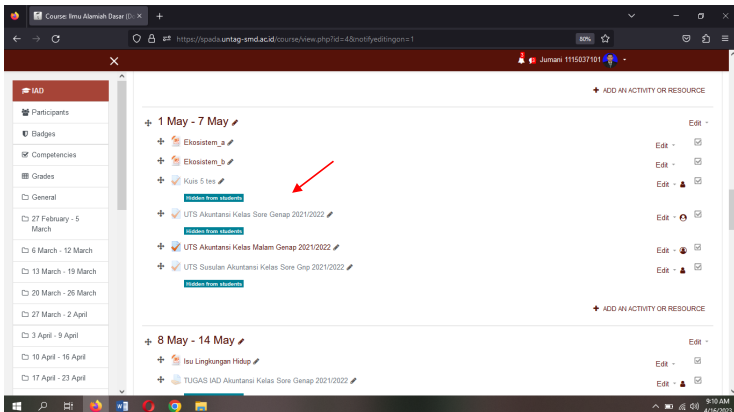 Course: Ilmu Alamiah Dasar (D
https://spada.untag-smd.ac.id/course/view.php?id=4&notifyeditingon=1
80%
3
Jumani 1115037101
IAD
Participants
Badges
Competencies
Grades
General
27 February - 5 March
6 March - 12 March
13 March - 19 March
20 March - 26 March
27 March - 2 April
3 April - 9 April
10 April - 16 April
17 April - 23 April
ADD AN ACTIVITY OR RESOURCE
1 May - 7 May
Edit
Ekosistem_a
Edit
Ekosistem_b
Edit
Kuis 5 tes
Edit
Hidden from students
UTS Akuntansi Kelas Sore Genap 2021/2022
Edit
Hidden from students
UTS Akuntansi Kelas Malam Genap 2021/2022
Edit
UTS Susulan Akuntansi Kelas Sore Gnp 2021/2022
Edit
Hidden from students
ADD AN ACTIVITY OR RESOURCE
8 May - 14 May
Edit
Isu Lingkungan Hidup
Edit
TUGAS IAD Akuntansi Kelas Sore Genap 2021/2022
Edit
9:10 AM
4/16/2023